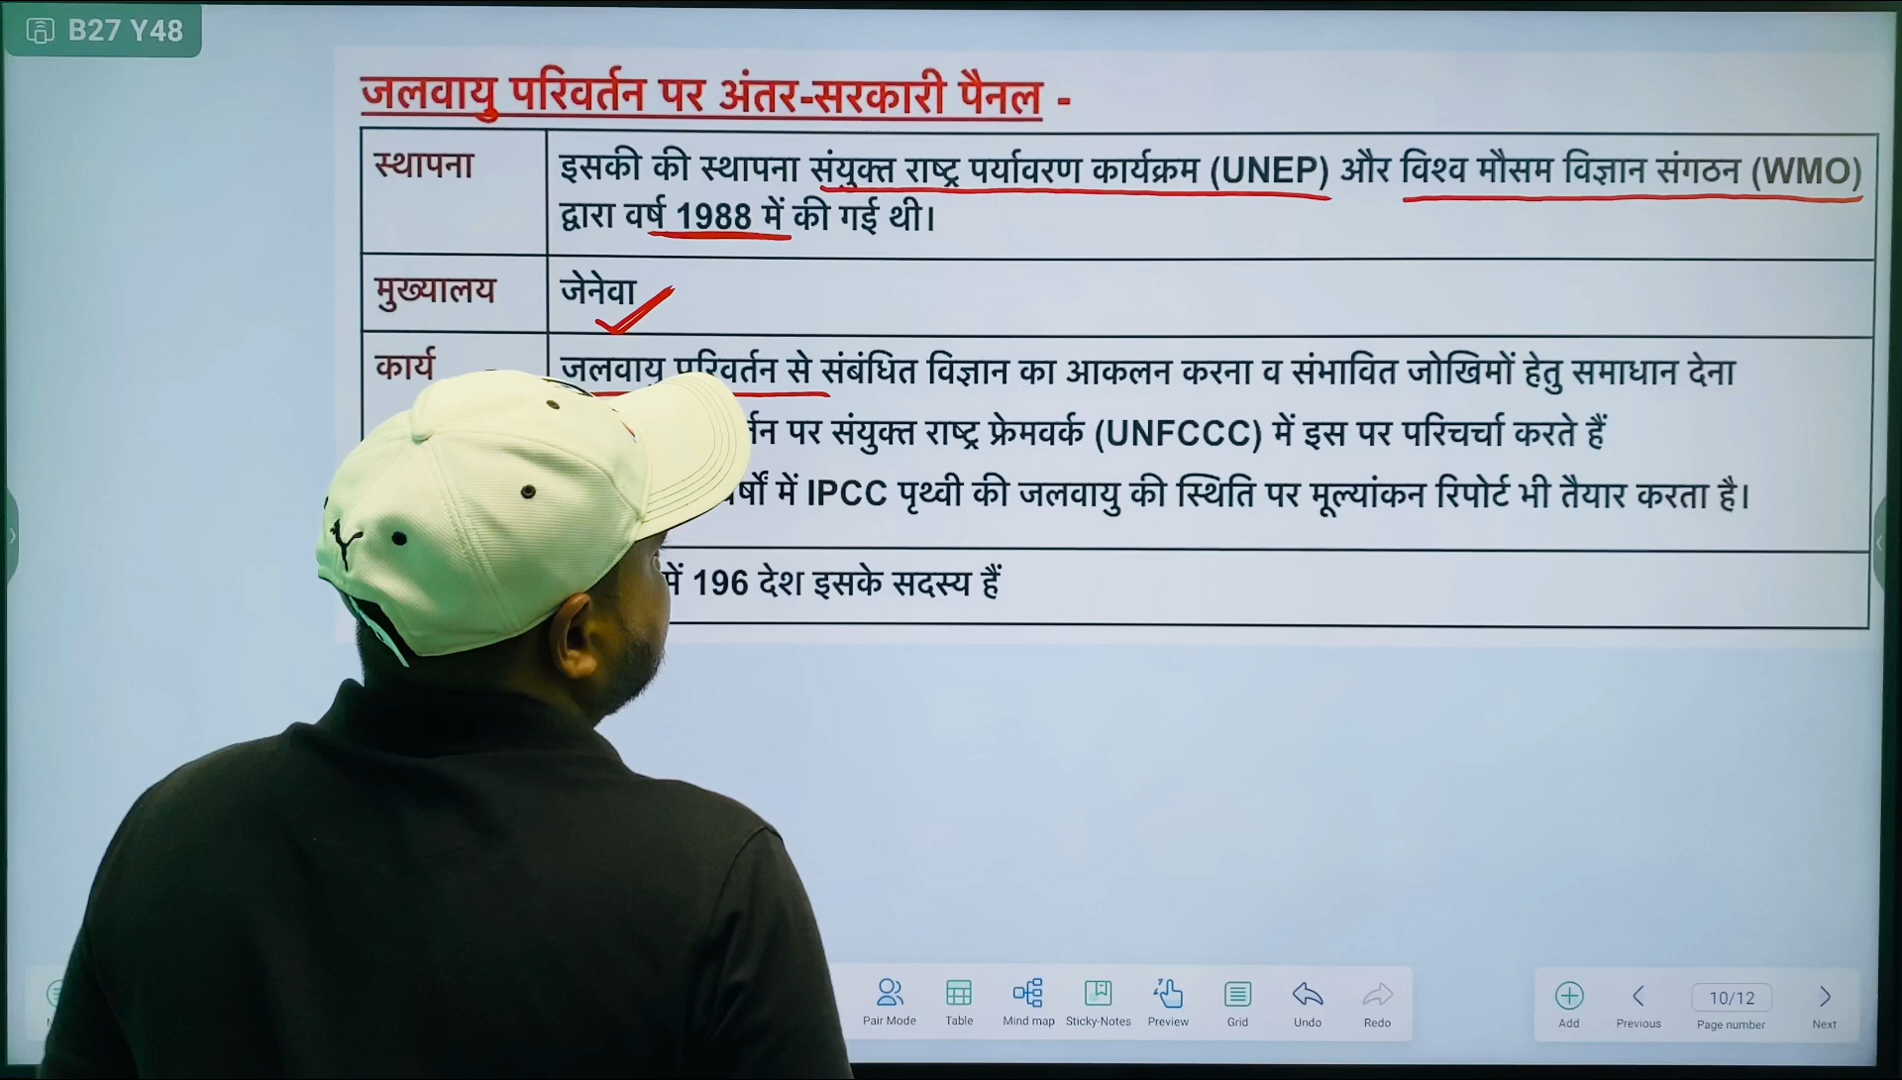 B27 Y48
जलवायु परिवर्तन पर अंतर-सरकारी पैनल -
स्थापना
इसकी की स्थापना संयुक्त राष्ट्र पर्यावरण कार्यक्रम (UNEP) और विश्व मौसम विज्ञान संगठन (WMO)
द्वारा वर्ष 1988 में की गई थी।
मुख्यालय
जेनेवा
कार्य
जलवायु परिवर्तन से संबंधित विज्ञान का आकलन करना व संभावित जोखिमों हेतु समाधान देना
पर संयुक्त राष्ट्र फ्रेमवर्क (UNFCCC) में इस पर परिचर्चा करते हैं
में IPCC पृथ्वी की जलवायु की स्थिति पर मूल्यांकन रिपोर्ट भी तैयार करता है।
में 196 देश इसके सदस्य हैं
Pair Mode Table Mind map Sticky-Notes Preview Grid Undo Redo
10/12
Add Previous Page number Next